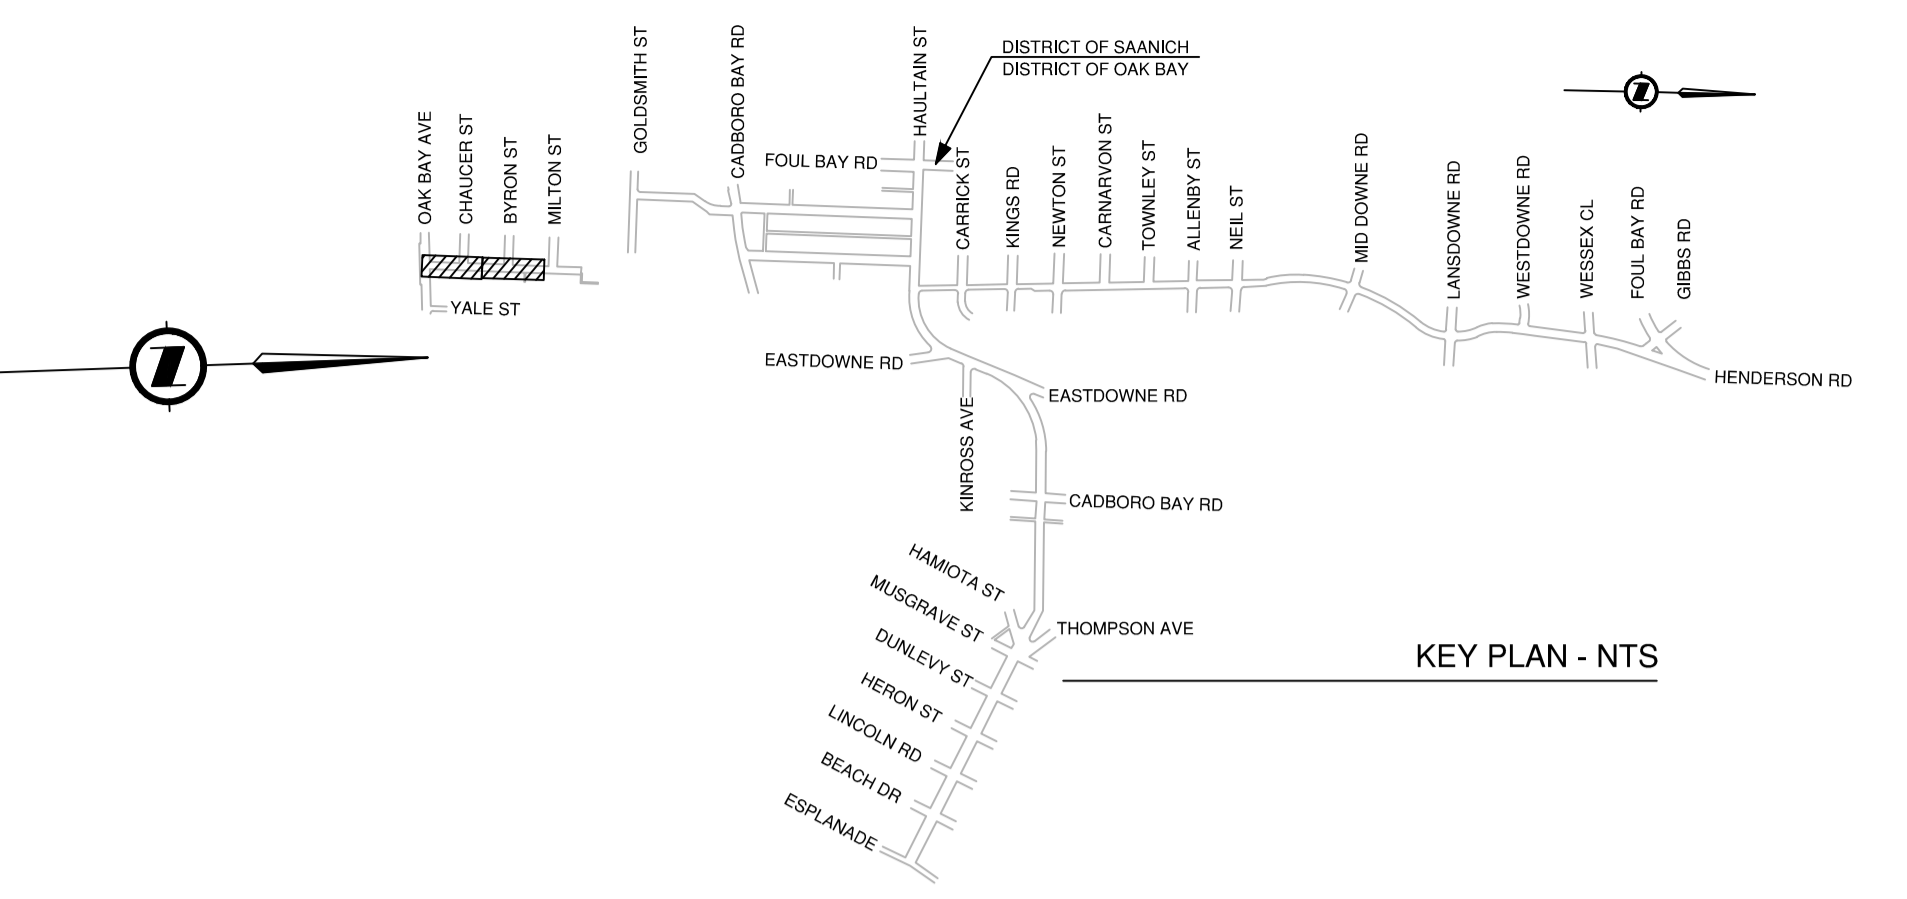 OAK BAY AVE
CHAUCER ST
BYRON ST
MILTON ST
GOLDSMITH ST
CADBORO BAY RD
HAULTAIN ST
DISTRICT OF SAANICH
DISTRICT OF OAK BAY
FOUL BAY RD
CARRICK ST
KINGS RD
NEWTON ST
CARNARVON ST
TOWNLEY ST
ALLENBY ST
NEIL ST
MID DOWNE RD
LANSDOWNE RD
WESTDOWNE RD
WESSEX CL
FOUL BAY RD
GIBBS RD
YALE ST
EASTDOWNE RD
HENDERSON RD
EASTDOWNE RD
KINROSS AVE
CADBORO BAY RD
HAMIOTA ST
MUSGRAVE ST
THOMPSON AVE
DUNLEVY ST
KEY PLAN - NTS
HERON ST
LINCOLN RD
BEACH DR
ESPLANADE